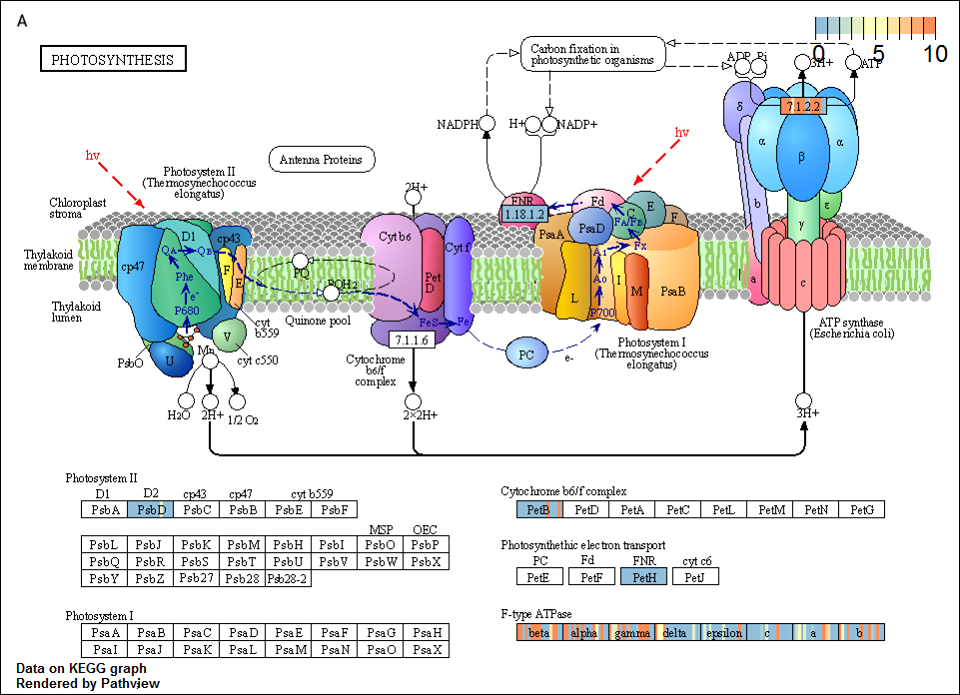 A
PHOTOSYNTHESIS
0 5 10
Carbon fixation in
photosynthetic organisms
ADP Pi
3H+
ATP
7.1.2.2
NADPH
H+
NADP+
hν
hν
Antenna Proteins
Photosystem II
(Thermosynechococcus
elongatus)
Chloroplast
stroma
Thylakoid
membrane
Thylakoid
lumen
2H+
FNR
1.18.1.2
Fd
PsaA
PsaD
C
E
F
FA/FB
FX
A1
A0
P700
L
I
M
PsaB
D1
cp43
cp47
QA
QB
F
E
Phe
e-
P680
PQ
PQH2
Quinone pool
Cyt b6
Pet
D
Cyt f
FeS
Fe
7.1.1.6
Cytochrome
b6/f
complex
PC
e-
Photosystem I
(Thermosynechococcus
elongatus)
δ
α
β
α
b
ε
γ
a
c
ATP synthase
(Escherichia coli)
PsbO
U
V
Mn
cyt
b559
cyt c550
H2O
2H+
1/2 O2
2×2H+
3H+
Photosystem II
D1 D2 cp43 cp47 cyt b559
PsbA PsbD PsbC PsbB PsbE PsbF
MSP OEC
PsbL PsbJ PsbK PsbM PsbH PsbI PsbO PsbP
PsbQ PsbR PsbS PsbT PsbU PsbV PsbW PsbX
PsbY PsbZ Psb27 Psb28 Psb28-2
Photosystem I
PsaA PsaB PsaC PsaD PsaE PsaF PsaG PsaH
PsaI PsaJ PsaK PsaL PsaM PsaN PsaO PsaX
Cytochrome b6/f complex
PetB PetD PetA PetC PetL PetM PetN PetG
Photosynthethic electron transport
PC Fd FNR cyt c6
PetE PetF PetH PetJ
F-type ATPase
beta alpha gamma delta epsilon c a b
Data on KEGG graph
Rendered by Pathview